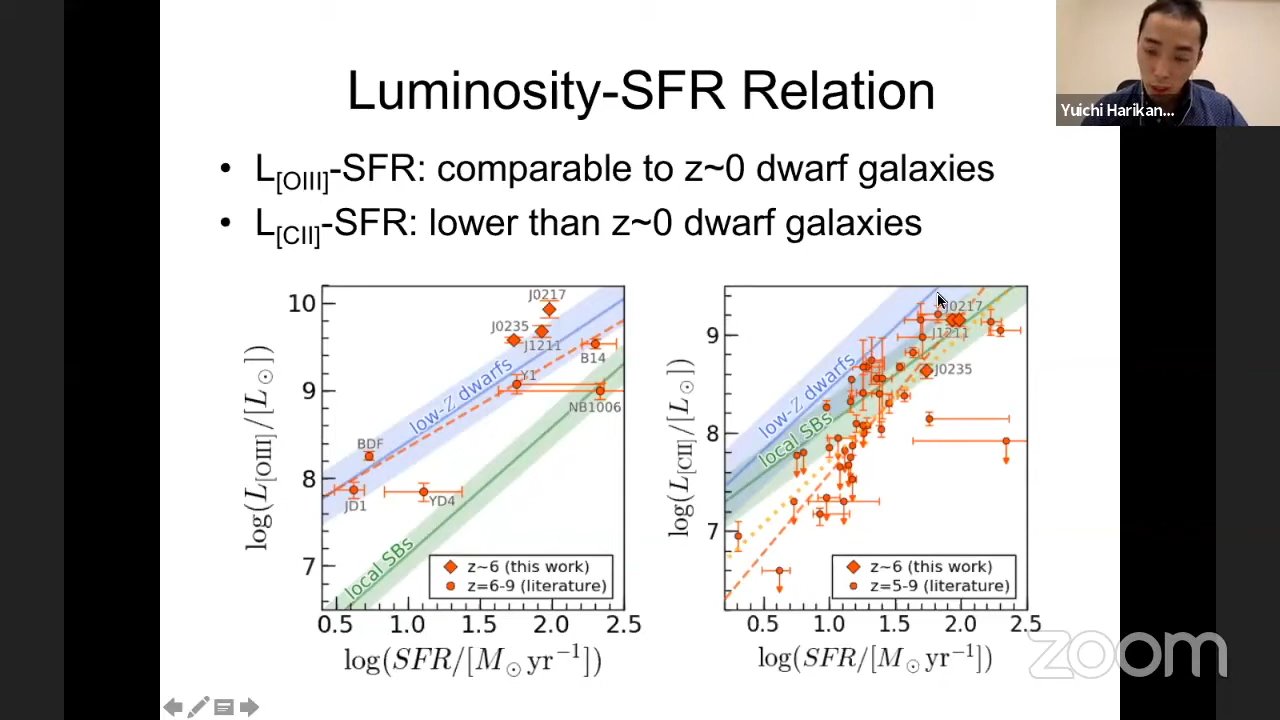 Luminosity-SFR Relation
Yuichi Harikan...
• L[OIII]-SFR: comparable to z~0 dwarf galaxies
• L[CII]-SFR: lower than z~0 dwarf galaxies
10
9
8
7
0.5 1.0 1.5 2.0 2.5
log(L[OIII]/[L⊙])
log(SFR/[M⊙ yr−1])
J0217
J0235
J1211
B14
Y1
NB1006
low-Z dwarfs
BDF
JD1
YD4
local SBs
z~6 (this work)
z=6-9 (literature)
9
8
7
0.5 1.0 1.5 2.0 2.5
log(L[CII]/[L⊙])
log(SFR/[M⊙ yr−1])
J0217
J1211
J0235
low-Z dwarfs
local SBs
z~6 (this work)
z=5-9 (literature)
zoom